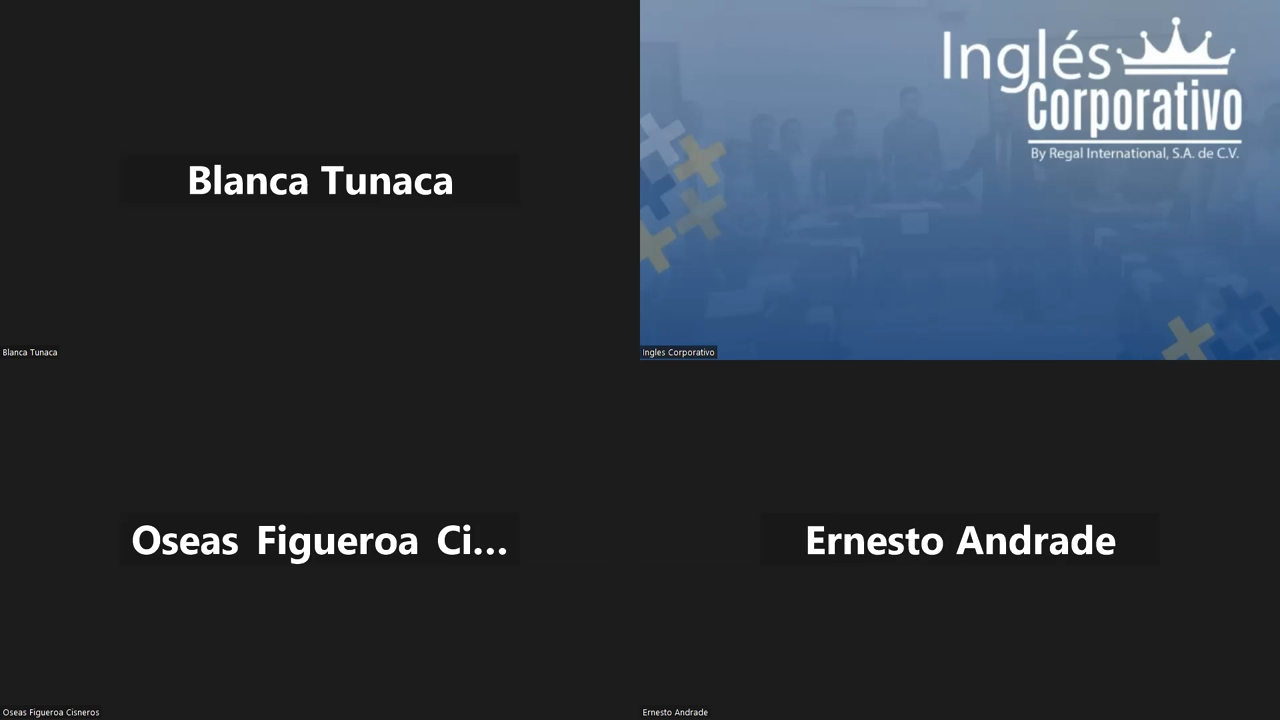 Blanca Tunaca
Blanca Tunaca
Inglés
Corporativo
By Regal International, S.A. de C.V.
Ingles Corporativo
Oseas Figueroa Ci...
Oseas Figueroa Cisneros
Ernesto Andrade
Ernesto Andrade